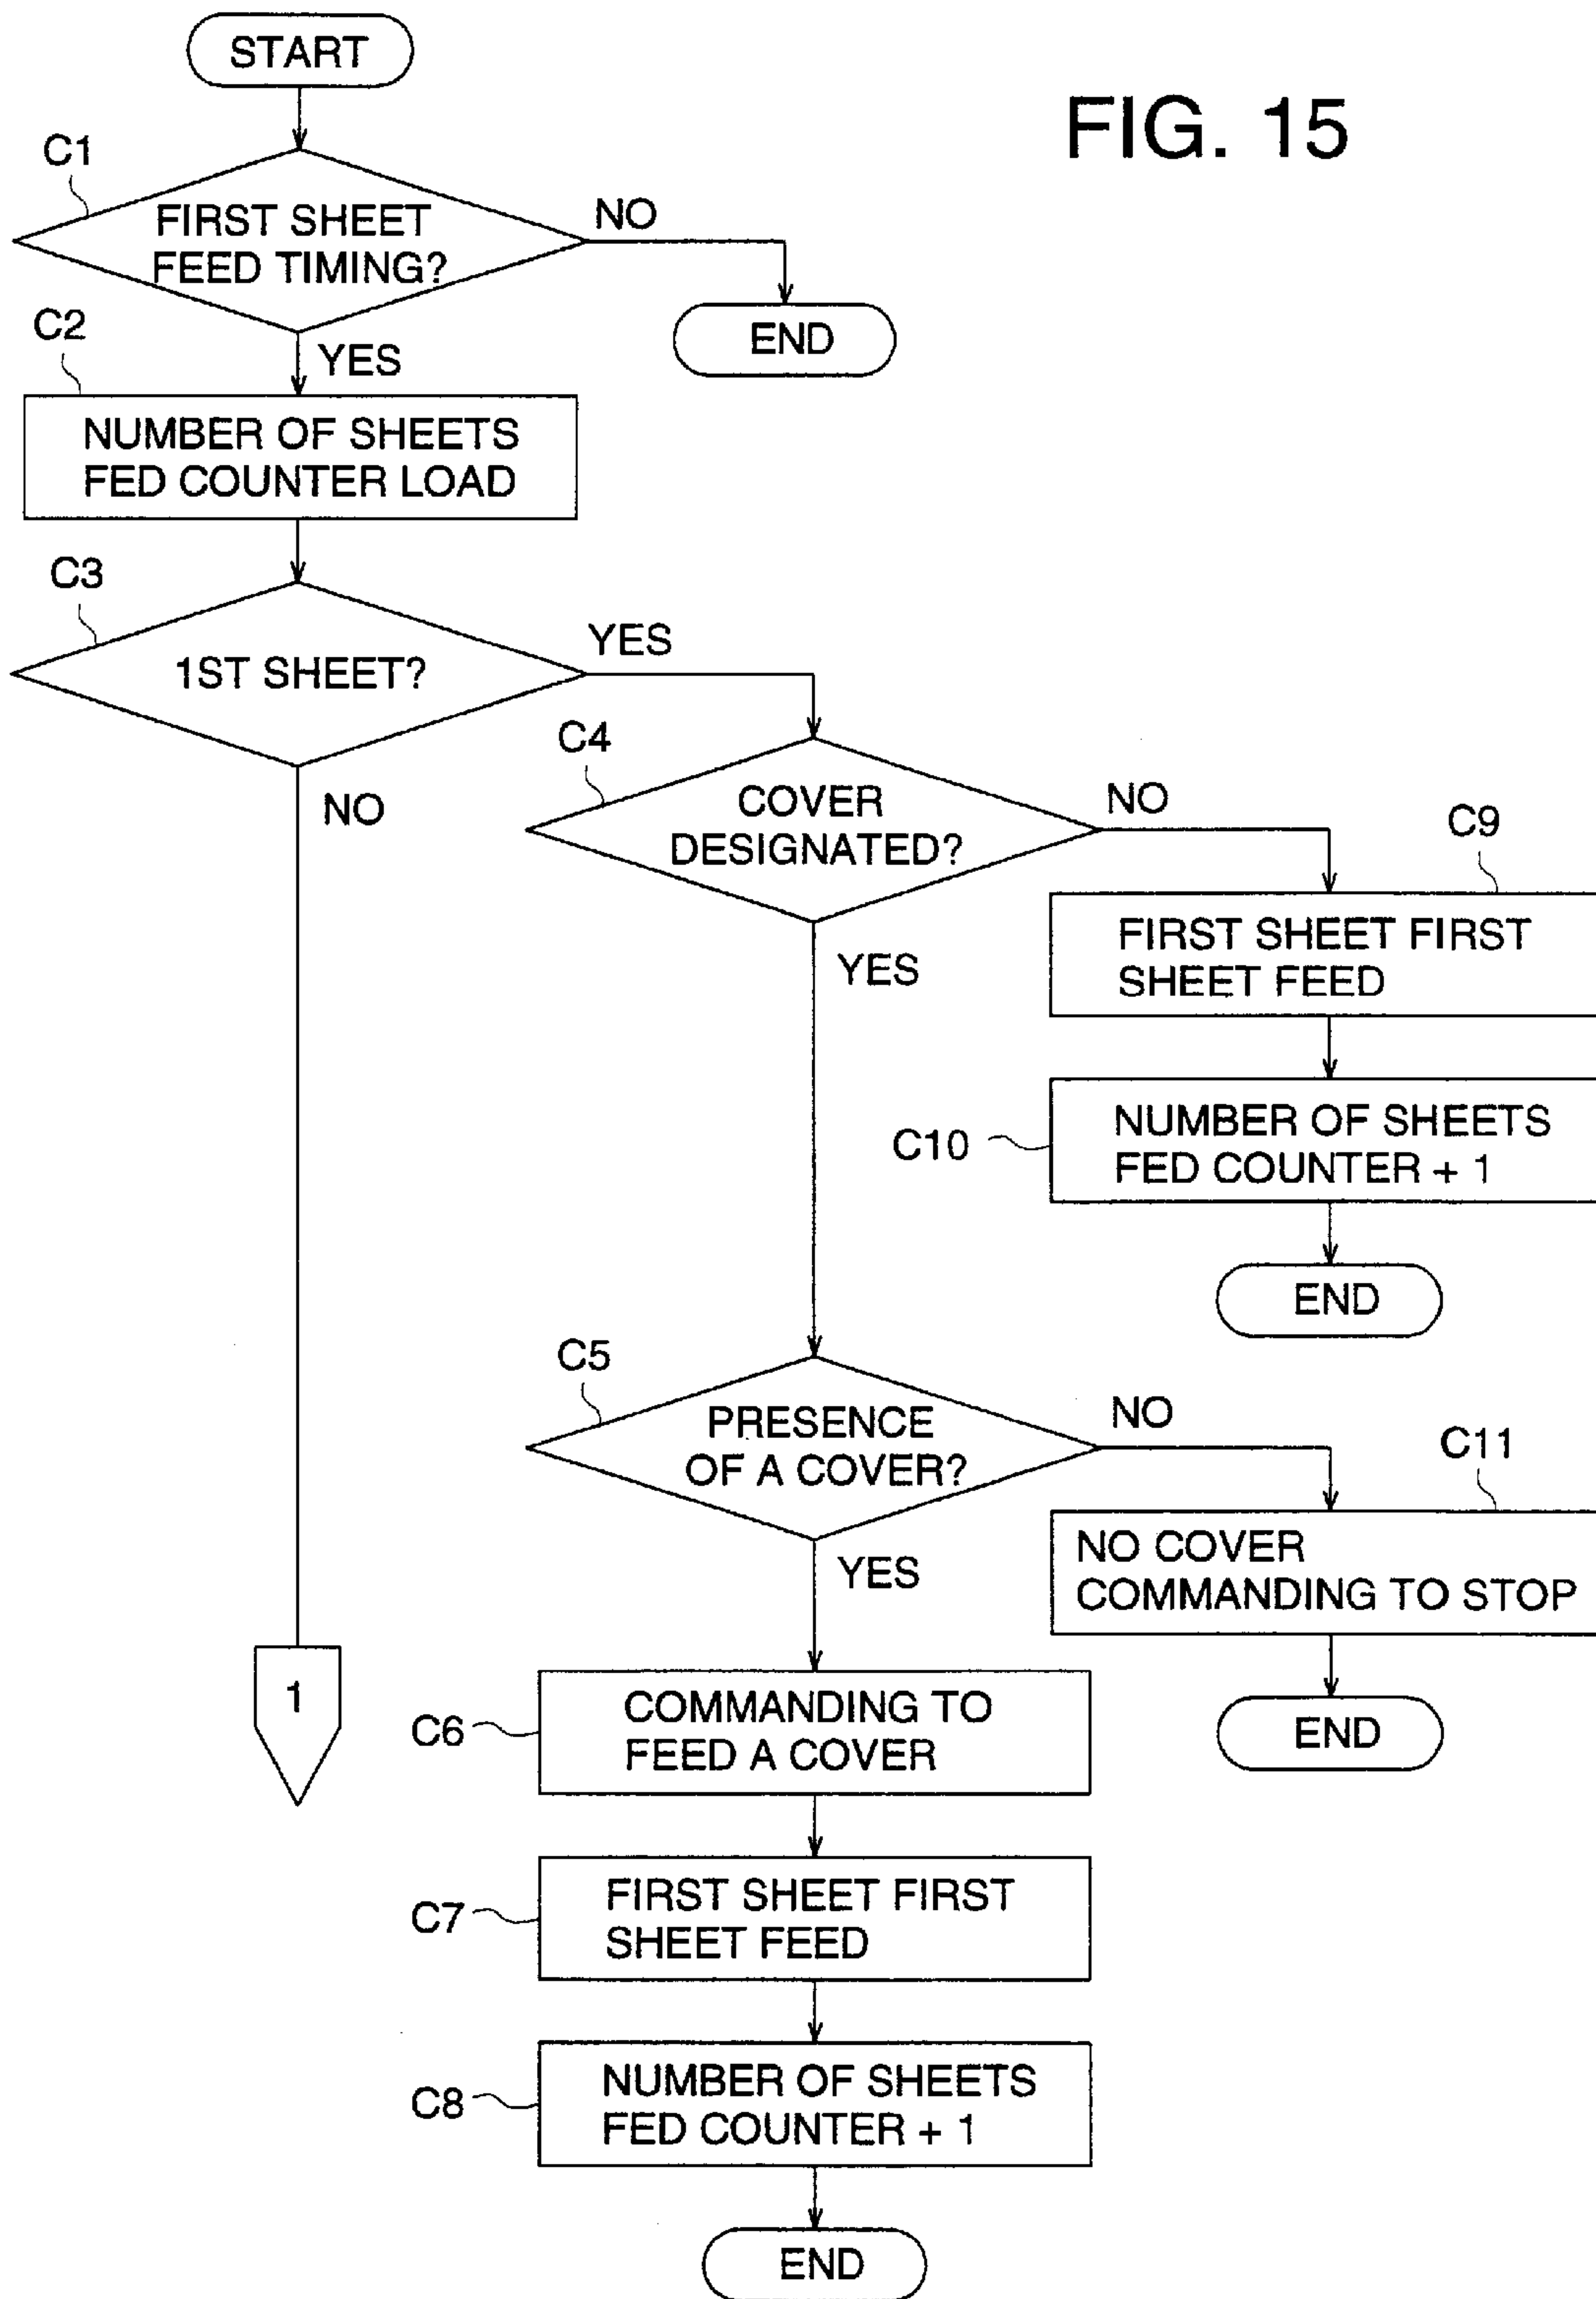 START
FIG. 15
C1
FIRST SHEET
FEED TIMING?
NO
END
C2
YES
NUMBER OF SHEETS
FED COUNTER LOAD
C3
1ST SHEET?
YES
NO
C4
COVER
DESIGNATED?
NO
YES
C9
FIRST SHEET FIRST
SHEET FEED
C10
NUMBER OF SHEETS
FED COUNTER + 1
END
C5
PRESENCE
OF A COVER?
NO
YES
C11
NO COVER
COMMANDING TO STOP
END
1
C6
COMMANDING TO
FEED A COVER
C7
FIRST SHEET FIRST
SHEET FEED
C8
NUMBER OF SHEETS
FED COUNTER + 1
END